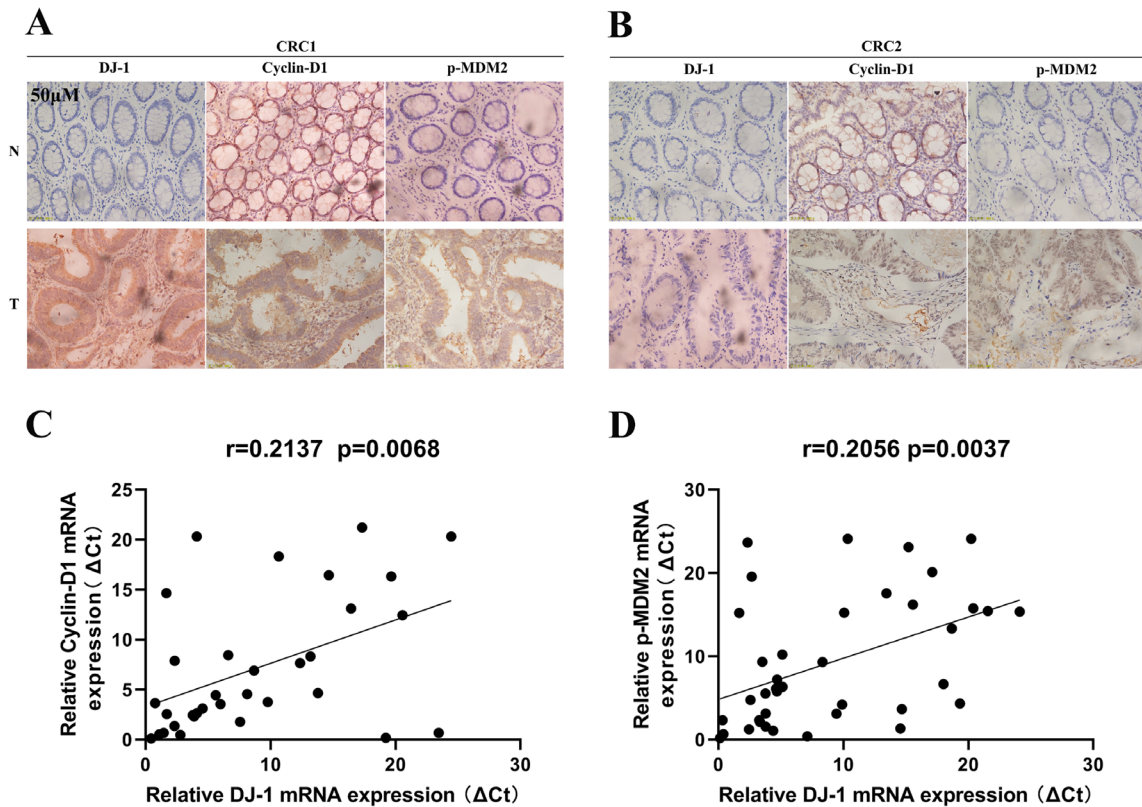 A
CRC1
DJ-1 Cyclin-D1 p-MDM2
50μM
N
T
B
CRC2
DJ-1 Cyclin-D1 p-MDM2
C
r=0.2137 p=0.0068
Relative Cyclin-D1 mRNA
expression（ΔCt）
25
20
15
10
5
0
0 10 20 30
Relative DJ-1 mRNA expression（ΔCt）
D
r=0.2056 p=0.0037
Relative p-MDM2 mRNA
expression（ΔCt）
30
20
10
0
0 10 20 30
Relative DJ-1 mRNA expression（ΔCt）